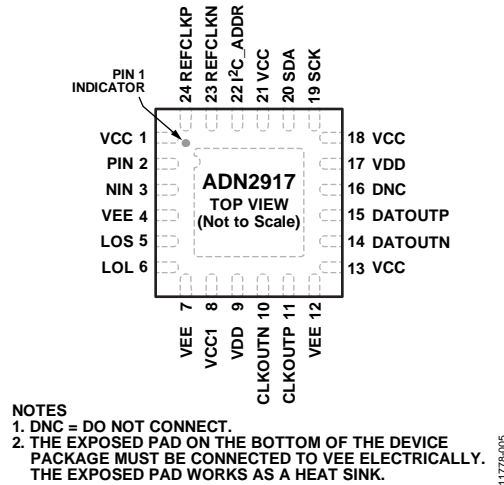 24 REFCLKP
23 REFCLKN
22 I²C_ADDR
21 VCC
20 SDA
19 SCK
PIN 1
INDICATOR
VCC 1
PIN 2
NIN 3
VEE 4
LOS 5
LOL 6
ADN2917
TOP VIEW
(Not to Scale)
18 VCC
17 VDD
16 DNC
15 DATOUTP
14 DATOUTN
13 VCC
VEE 7
VCC1 8
VDD 9
CLKOUTN 10
CLKOUTP 11
VEE 12
NOTES
1. DNC = DO NOT CONNECT.
2. THE EXPOSED PAD ON THE BOTTOM OF THE DEVICE
PACKAGE MUST BE CONNECTED TO VEE ELECTRICALLY.
THE EXPOSED PAD WORKS AS A HEAT SINK.
11778-005